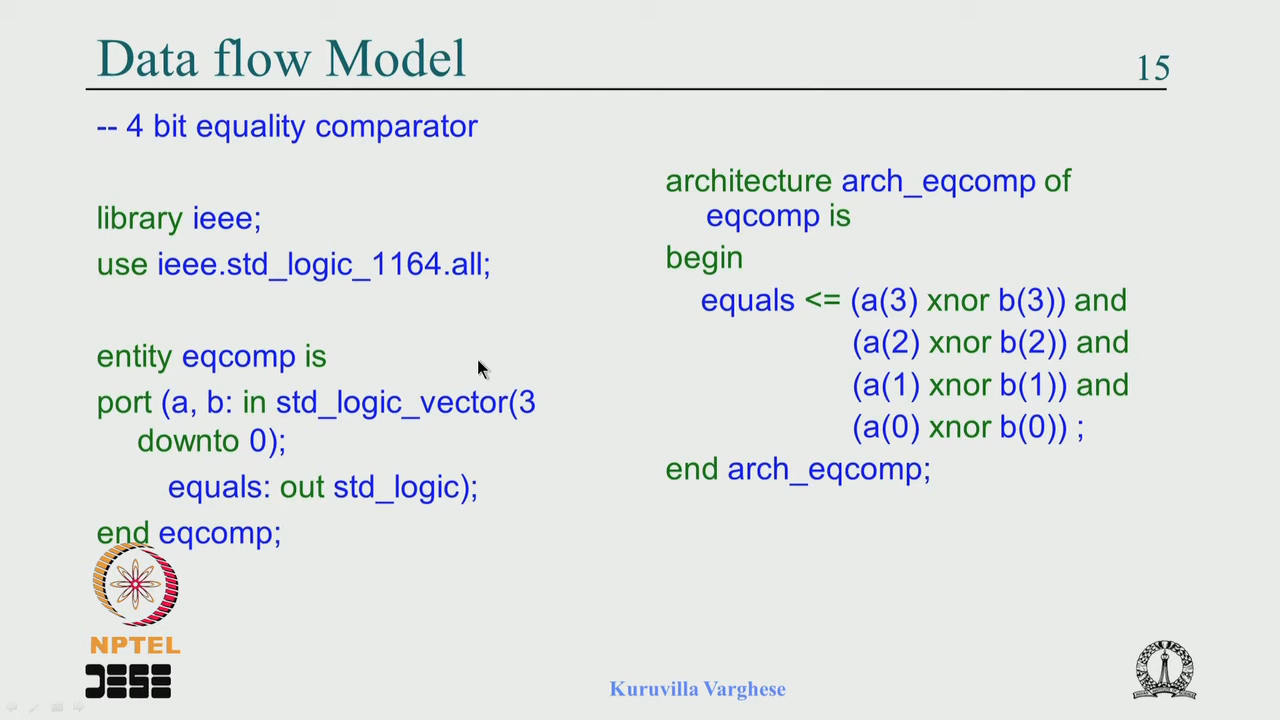 Data flow Model
15
-- 4 bit equality comparator
library ieee;
use ieee.std_logic_1164.all;
entity eqcomp is
port (a, b: in std_logic_vector(3
downto 0);
equals: out std_logic);
end eqcomp;
architecture arch_eqcomp of
eqcomp is
begin
equals <= (a(3) xnor b(3)) and
(a(2) xnor b(2)) and
(a(1) xnor b(1)) and
(a(0) xnor b(0)) ;
end arch_eqcomp;
NPTEL
DESE
Kuruvilla Varghese